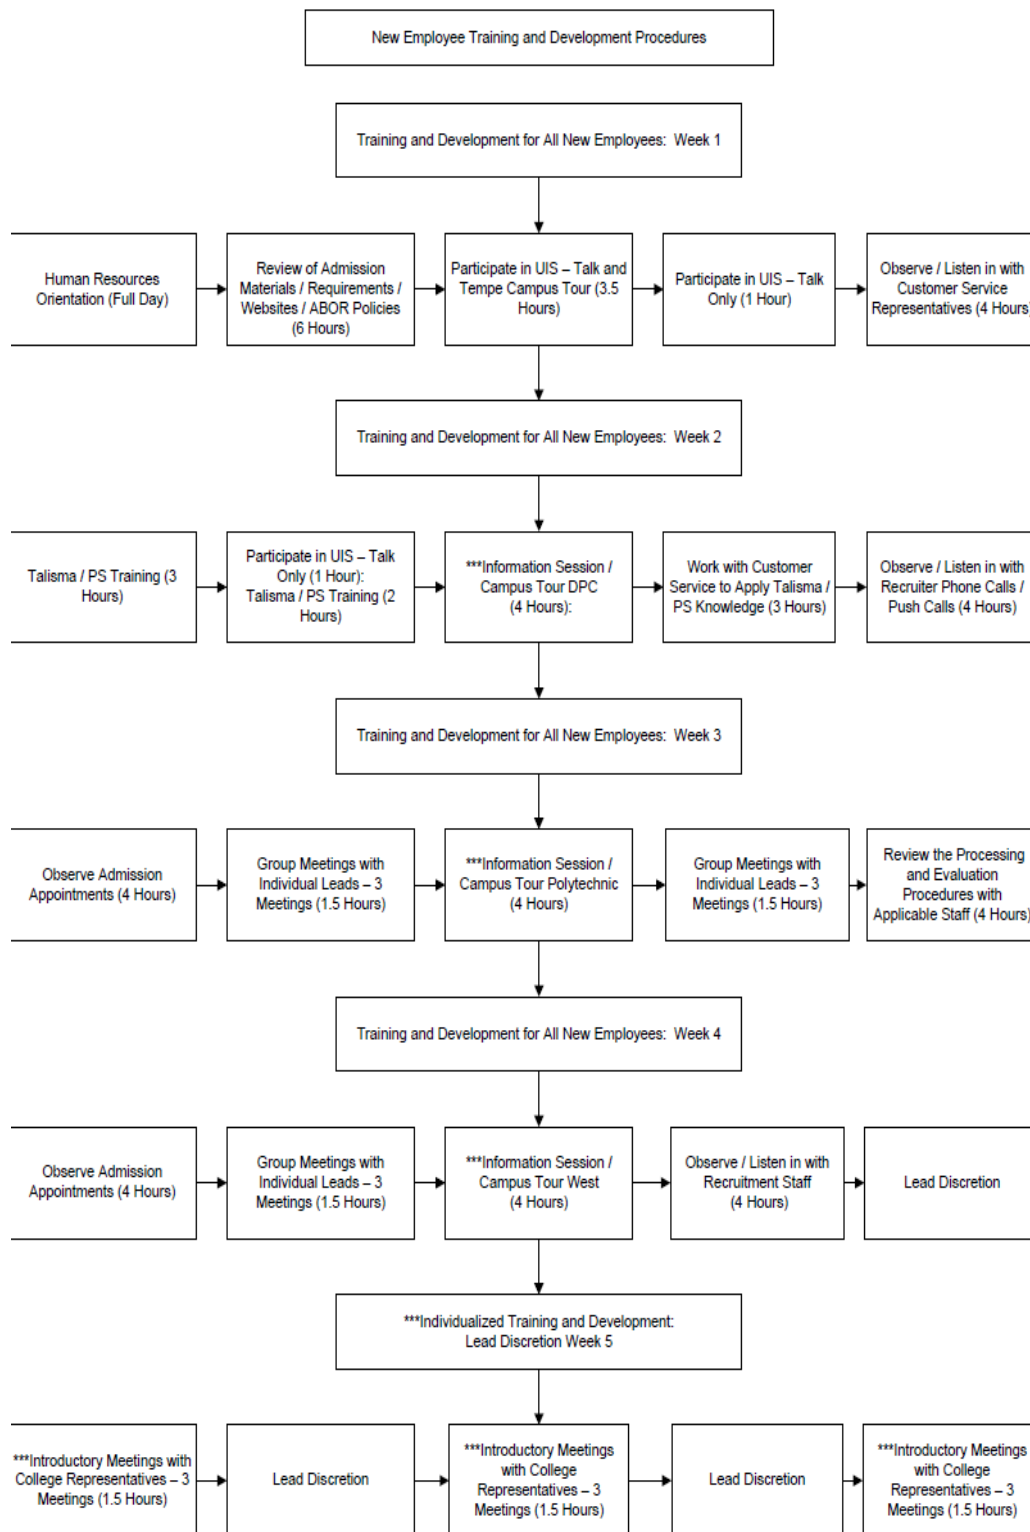 New Employee Training and Development Procedures
Training and Development for All New Employees:  Week 1
Human Resources
Orientation (Full Day)
Review of Admission
Materials / Requirements /
Websites / ABOR Policies
(6 Hours)
Participate in UIS – Talk and
Tempe Campus Tour (3.5
Hours)
Participate in UIS – Talk
Only (1 Hour)
Observe / Listen in with
Customer Service
Representatives (4 Hours)
Training and Development for All New Employees:  Week 2
Talisma / PS Training (3
Hours)
Participate in UIS – Talk
Only (1 Hour):
Talisma / PS Training (2
Hours)
***Information Session /
Campus Tour DPC
(4 Hours):
Work with Customer
Service to Apply Talisma /
PS Knowledge (3 Hours)
Observe / Listen in with
Recruiter Phone Calls /
Push Calls (4 Hours)
Training and Development for All New Employees:  Week 3
Observe Admission
Appointments (4 Hours)
Group Meetings with
Individual Leads – 3
Meetings (1.5 Hours)
***Information Session /
Campus Tour Polytechnic
(4 Hours)
Group Meetings with
Individual Leads – 3
Meetings (1.5 Hours)
Review the Processing
and Evaluation
Procedures with
Applicable Staff (4 Hours)
Training and Development for All New Employees:  Week 4
Observe Admission
Appointments (4 Hours)
Group Meetings with
Individual Leads – 3
Meetings (1.5 Hours)
***Information Session /
Campus Tour West
(4 Hours)
Observe / Listen in with
Recruitment Staff
(4 Hours)
Lead Discretion
***Individualized Training and Development:
Lead Discretion Week 5
***Introductory Meetings with
College Representatives – 3
Meetings (1.5 Hours)
Lead Discretion
***Introductory Meetings
with College
Representatives – 3
Meetings (1.5 Hours)
Lead Discretion
***Introductory Meetings
with College
Representatives – 3
Meetings (1.5 Hours)